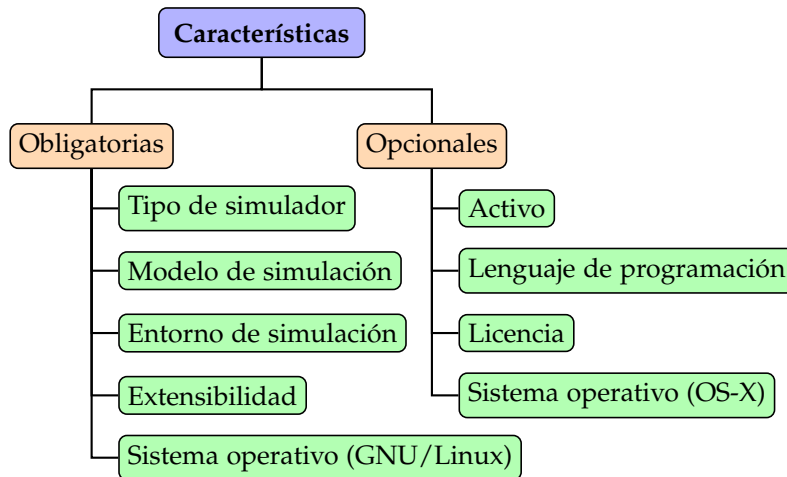 Características
Obligatorias
Tipo de simulador
Modelo de simulación
Entorno de simulación
Extensibilidad
Sistema operativo (GNU/Linux)
Opcionales
Activo
Lenguaje de programación
Licencia
Sistema operativo (OS-X)